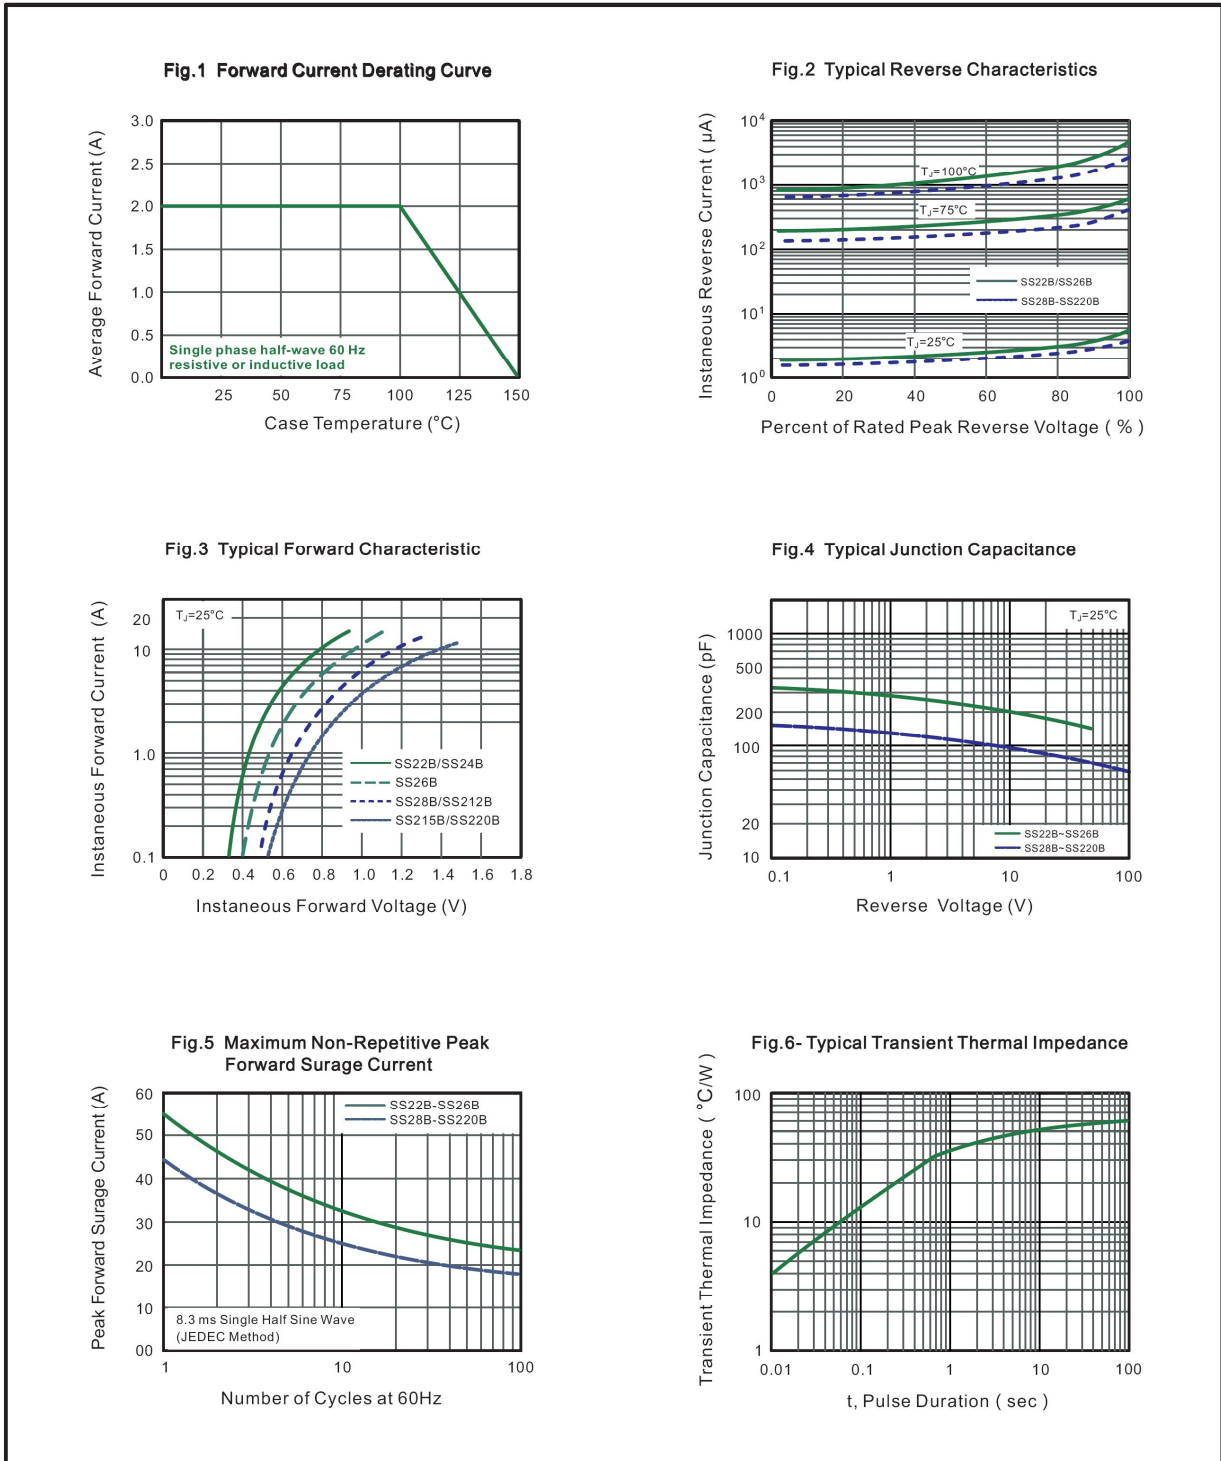 Fig.1 Forward Current Derating Curve
Average Forward Current (A)
3.0
2.5
2.0
1.5
1.0
0.5
0.0
Single phase half-wave 60 Hz
resistive or inductive load
25 50 75 100 125 150
Case Temperature (°C)
Fig.2 Typical Reverse Characteristics
Instaneous Reverse Current ( μA)
10⁴
10³
10²
10¹
10⁰
TJ=100°C
TJ=75°C
SS22B/SS26B
SS28B-SS220B
TJ=25°C
0 20 40 60 80 100
Percent of Rated Peak Reverse Voltage ( % )
Fig.3 Typical Forward Characteristic
Instaneous Forward Current (A)
20
10
1.0
0.1
TJ=25°C
SS22B/SS24B
SS26B
SS28B/SS212B
SS215B/SS220B
0 0.2 0.4 0.6 0.8 1.0 1.2 1.4 1.6 1.8
Instaneous Forward Voltage (V)
Fig.4 Typical Junction Capacitance
Junction Capacitance (pF)
1000
500
200
100
20
10
TJ=25°C
SS22B~SS26B
SS28B~SS220B
0.1 1 10 100
Reverse Voltage (V)
Fig.5 Maximum Non-Repetitive Peak
Forward Surage Current
Peak Forward Surage Current (A)
60
50
40
30
20
10
00
SS22B-SS26B
SS28B-SS220B
8.3 ms Single Half Sine Wave
(JEDEC Method)
1 10 100
Number of Cycles at 60Hz
Fig.6- Typical Transient Thermal Impedance
Transient Thermal Impedance ( °C/W )
100
10
1
0.01 0.1 1 10 100
t, Pulse Duration ( sec )